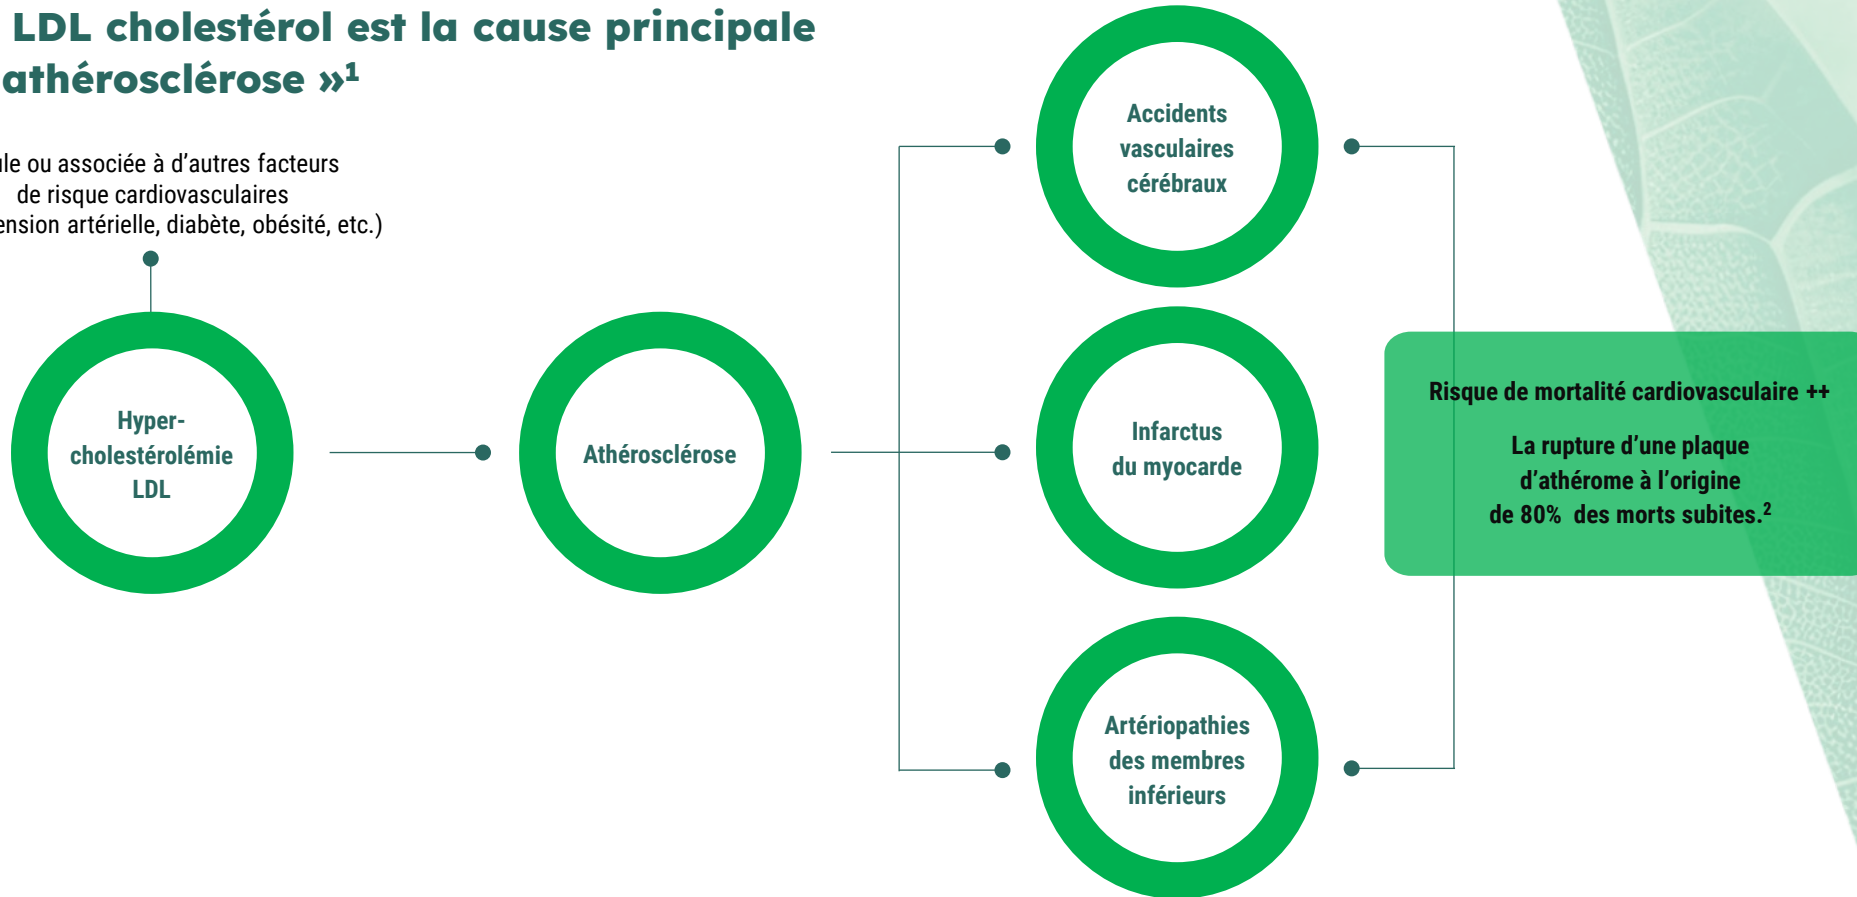 LDL cholestérol est la cause principale
athérosclérose »¹
ou associée à d’autres facteurs
de risque cardiovasculaires
artérielle, diabète, obésité, etc.)
Hyper-
cholestérolémie
LDL
Athérosclérose
Accidents
vasculaires
cérébraux
Infarctus
du myocarde
Artériopathies
des membres
inférieurs
Risque de mortalité cardiovasculaire ++
La rupture d’une plaque
d’athérome à l’origine
de 80% des morts subites.²